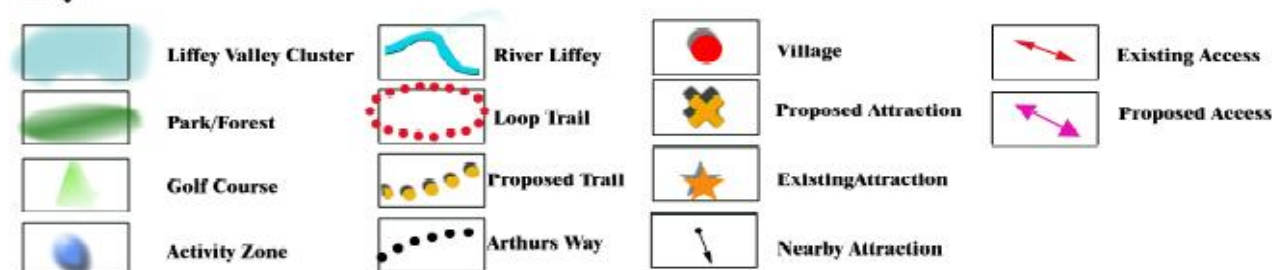 Liffey Valley Cluster
River Liffey
Village
Existing Access
Park/Forest
Loop Trail
Proposed Attraction
Proposed Access
Golf Course
Proposed Trail
ExistingAttraction
Activity Zone
Arthurs Way
Nearby Attraction